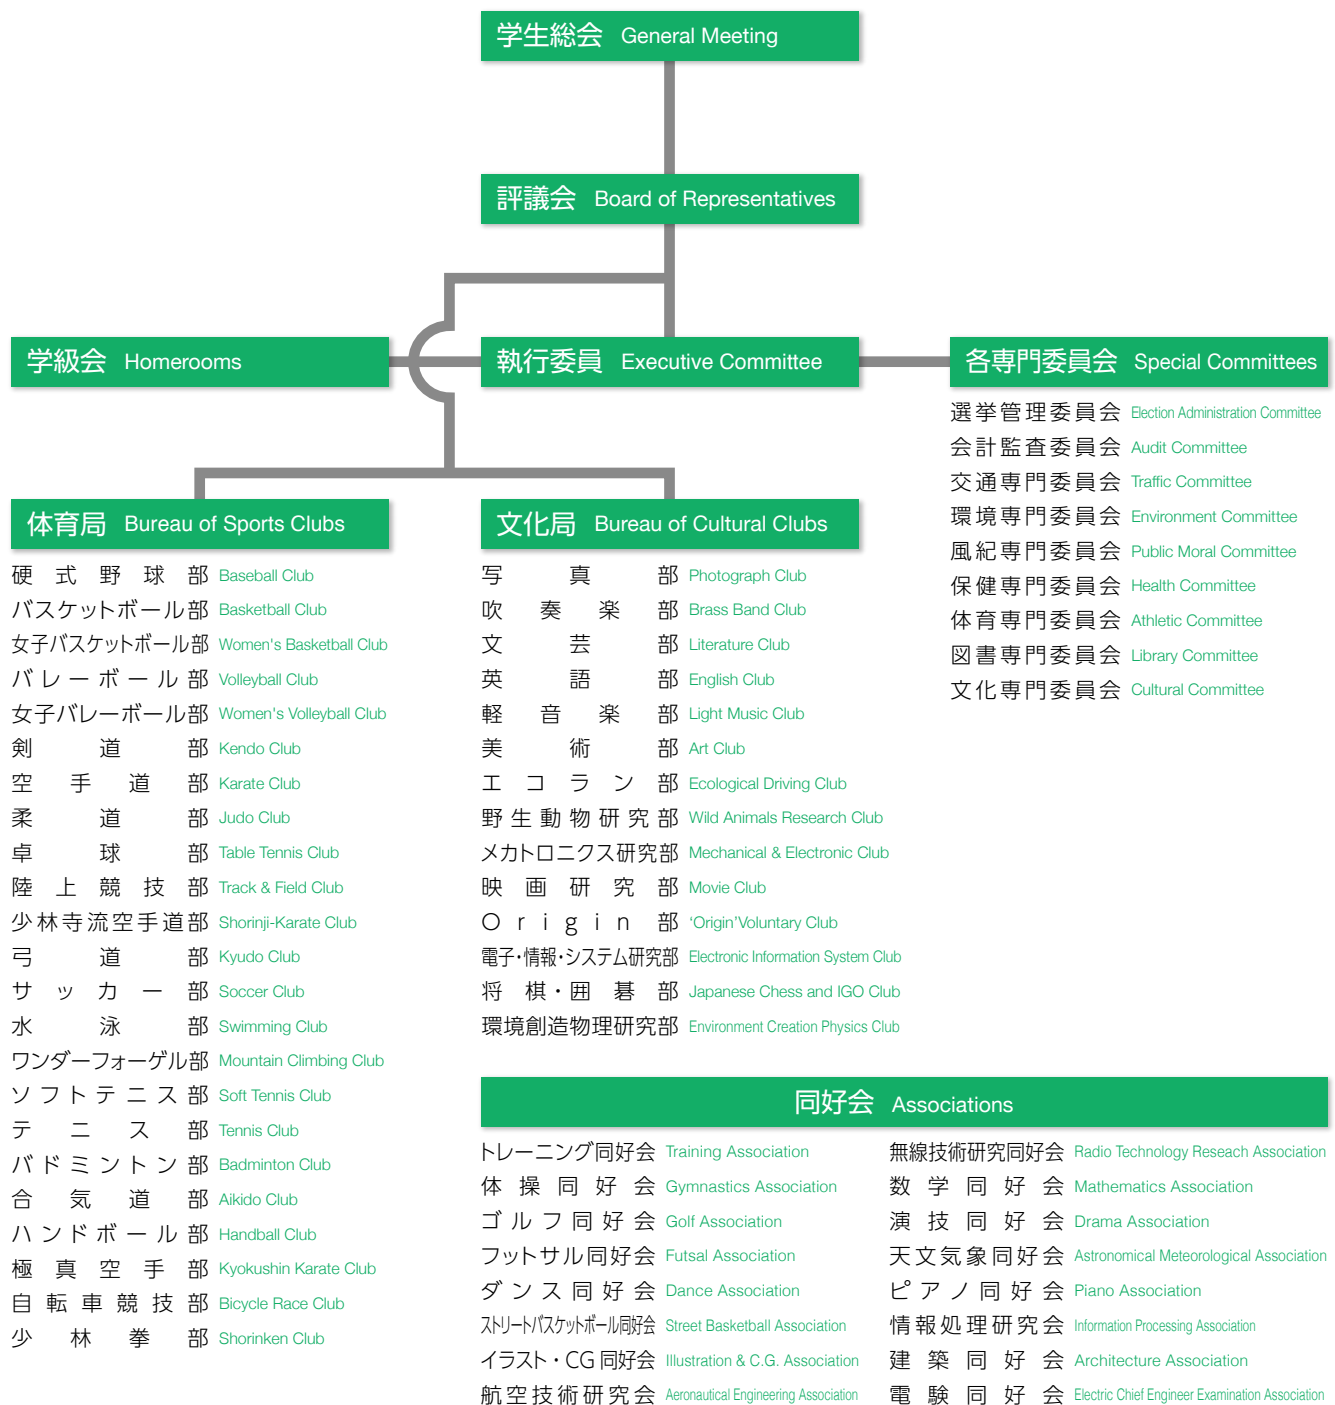 学生総会 General Meeting
評議会 Board of Representatives
学級会 Homerooms
執行委員 Executive Committee
各専門委員会 Special Committees
選挙管理委員会 Election Administration Committee
会計監査委員会 Audit Committee
交通専門委員会 Traffic Committee
環境専門委員会 Environment Committee
風紀専門委員会 Public Moral Committee
保健専門委員会 Health Committee
体育専門委員会 Athletic Committee
図書専門委員会 Library Committee
文化専門委員会 Cultural Committee
体育局 Bureau of Sports Clubs
硬式野球部 Baseball Club
バスケットボール部 Basketball Club
女子バスケットボール部 Women's Basketball Club
バレーボール部 Volleyball Club
女子バレーボール部 Women's Volleyball Club
剣道部 Kendo Club
空手道部 Karate Club
柔道部 Judo Club
卓球部 Table Tennis Club
陸上競技部 Track & Field Club
少林寺流空手道部 Shorinji-Karate Club
弓道部 Kyudo Club
サッカー部 Soccer Club
水泳部 Swimming Club
ワンダーフォーゲル部 Mountain Climbing Club
ソフトテニス部 Soft Tennis Club
テニス部 Tennis Club
バドミントン部 Badminton Club
合気道部 Aikido Club
ハンドボール部 Handball Club
極真空手部 Kyokushin Karate Club
自転車競技部 Bicycle Race Club
少林拳部 Shorinken Club
文化局 Bureau of Cultural Clubs
写真部 Photograph Club
吹奏楽部 Brass Band Club
文芸部 Literature Club
英語部 English Club
軽音楽部 Light Music Club
美術部 Art Club
エコラン部 Ecological Driving Club
野生動物研究部 Wild Animals Research Club
メカトロニクス研究部 Mechanical & Electronic Club
映画研究部 Movie Club
Origin部 ‘Origin’Voluntary Club
電子・情報・システム研究部 Electronic Information System Club
将棋・囲碁部 Japanese Chess and IGO Club
環境創造物理研究部 Environment Creation Physics Club
同好会 Associations
トレーニング同好会 Training Association
体操同好会 Gymnastics Association
ゴルフ同好会 Golf Association
フットサル同好会 Futsal Association
ダンス同好会 Dance Association
ストリートバスケットボール同好会 Street Basketball Association
イラスト・CG同好会 Illustration & C.G. Association
航空技術研究会 Aeronautical Engineering Association
無線技術研究同好会 Radio Technology Reseach Association
数学同好会 Mathematics Association
演技同好会 Drama Association
天文気象同好会 Astronomical Meteorological Association
ピアノ同好会 Piano Association
情報処理研究会 Information Processing Association
建築同好会 Architecture Association
電験同好会 Electric Chief Engineer Examination Association